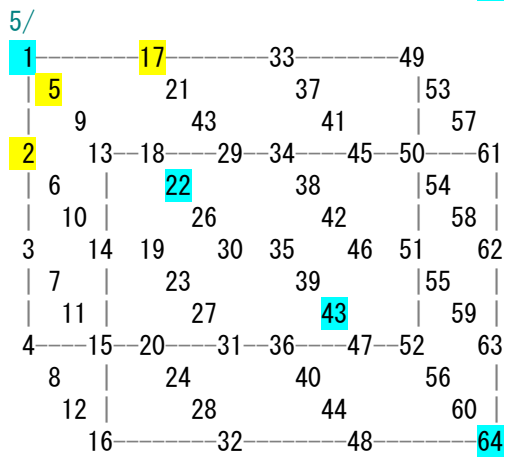 5/
1---------17--------33--------49
| 5 21 37 |53
| 9 43 41 | 57
2 13--18----29--34----45--50----61
| 6 | 22 38 |54 |
| 10 | 26 42 | 58 |
3 14 19 30 35 46 51 62
| 7 | 23 39 |55
| 11 | 27 43 | 59 |
4----15--20----31--36----47--52 63
8 | 24 40 56 |
12 | 28 44 60 |
16--------32--------48--------64